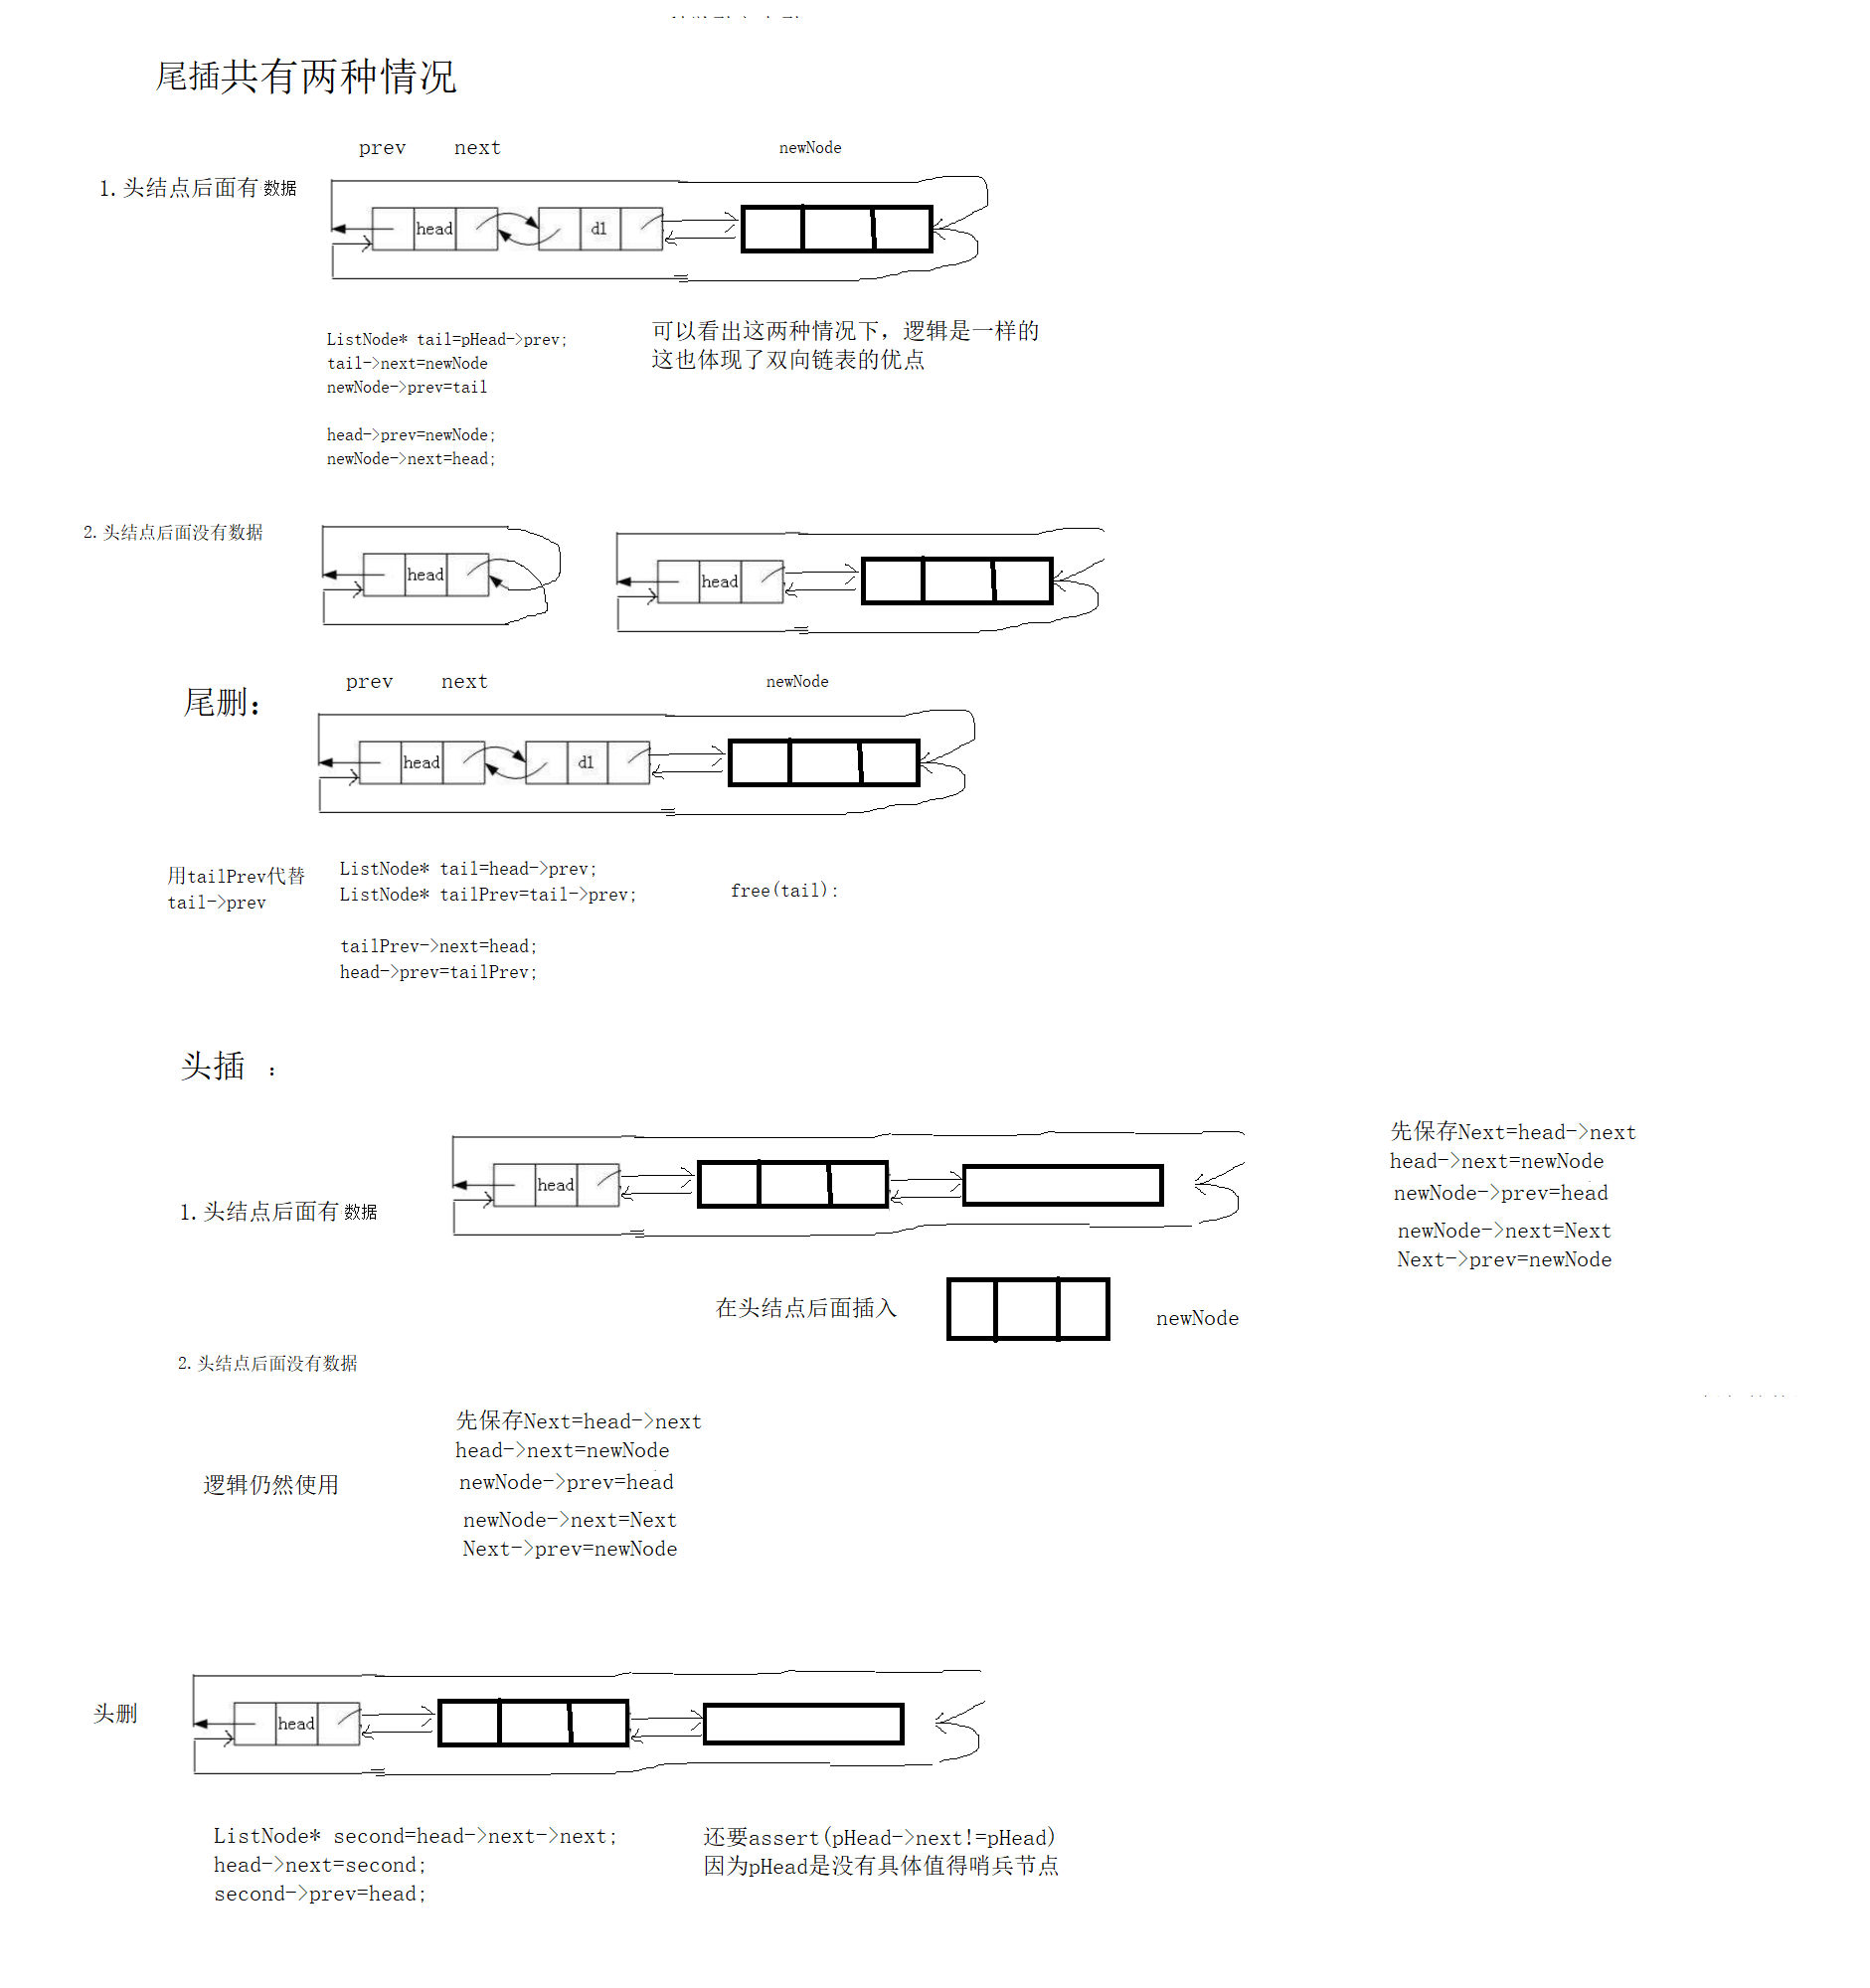 尾插共有两种情况
prev next newNode
1.头结点后面有 数据
head d1
ListNode* tail=pHead->prev;
tail->next=newNode
newNode->prev=tail
head->prev=newNode;
newNode->next=head;
可以看出这两种情况下，逻辑是一样的
这也体现了双向链表的优点
2.头结点后面没有数据
head head
尾删：
prev next newNode
head d1
用tailPrev代替
tail->prev
ListNode* tail=head->prev;
ListNode* tailPrev=tail->prev;
tailPrev->next=head;
head->prev=tailPrev;
free(tail):
头插 ：
head
1.头结点后面有 数据
先保存Next=head->next
head->next=newNode
newNode->prev=head
newNode->next=Next
Next->prev=newNode
在头结点后面插入
newNode
2.头结点后面没有数据
逻辑仍然使用
先保存Next=head->next
head->next=newNode
newNode->prev=head
newNode->next=Next
Next->prev=newNode
头删
head
ListNode* second=head->next->next;
head->next=second;
second->prev=head;
还要assert(pHead->next!=pHead)
因为pHead是没有具体值得哨兵节点